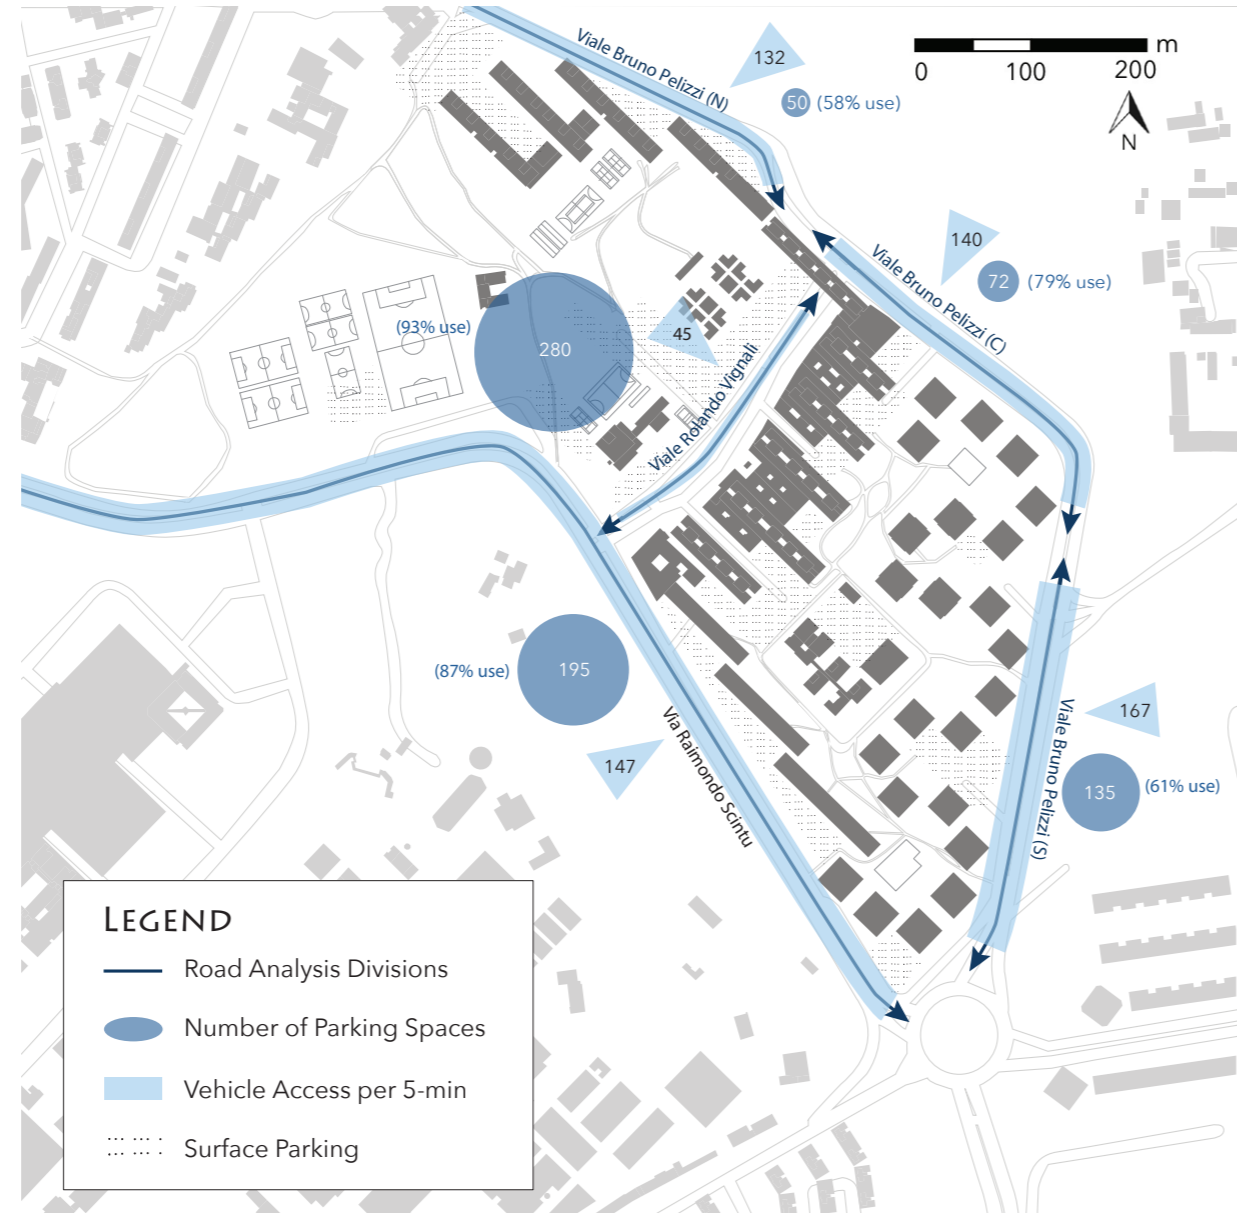 Viale Bruno Pelizzi (N)
132
50 (58% use)
m
0 100 200
N
140
72 (79% use)
Viale Bruno Pelizzi (C)
(93% use)
280
45
Viale Rolando Vignali
(87% use) 195
147
Via Raimondo Scintu
167
Viale Bruno Pelizzi (S)
135 (61% use)
LEGEND
Road Analysis Divisions
Number of Parking Spaces
Vehicle Access per 5-min
Surface Parking